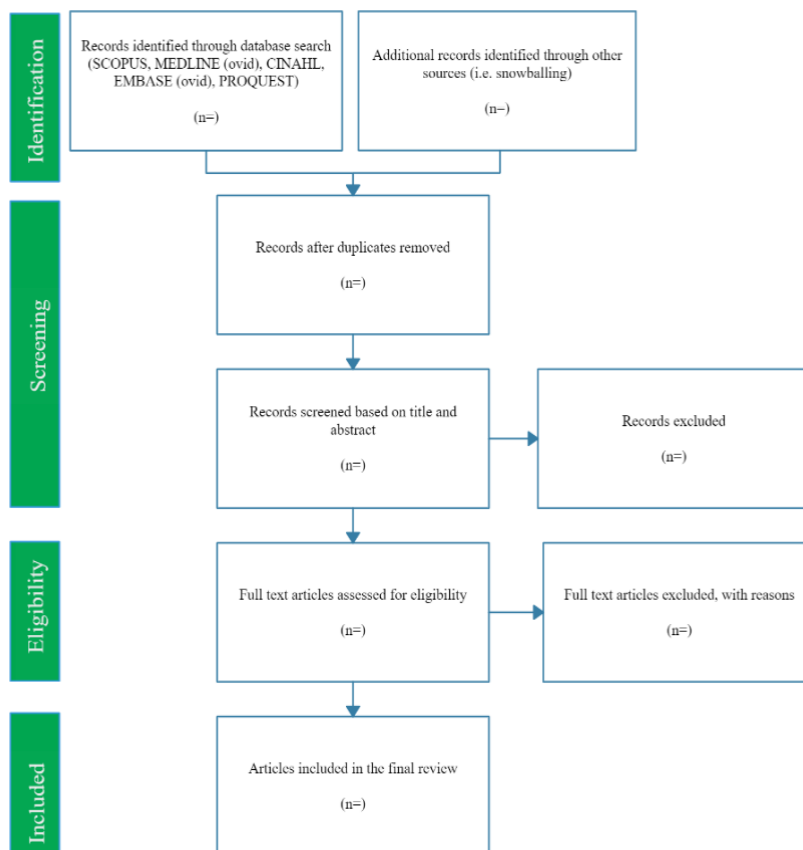 Identification
Records identified through database search
(SCOPUS, MEDLINE (ovid), CINAHL,
EMBASE (ovid), PROQUEST)
(n=)
Additional records identified through other
sources (i.e. snowballing)
(n=)
Screening
Records after duplicates removed
(n=)
Records screened based on title and
abstract
(n=)
Records excluded
(n=)
Eligibility
Full text articles assessed for eligibility
(n=)
Full text articles excluded, with reasons
(n=)
Included
Articles included in the final review
(n=)